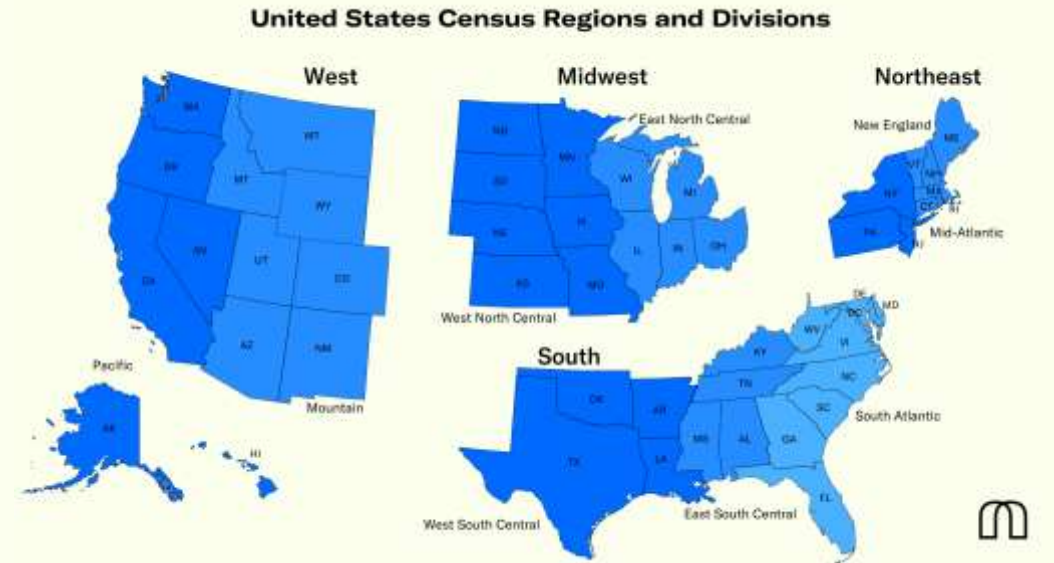 United States Census Regions and Divisions
West
Midwest
Northeast
WA
MT
OR
MT
WY
NV
UT
CO
CA
AZ
NM
Pacific
Mountain
AK
HI
East North Central
ND
MN
SD
WI
MI
NE
IA
IL
IN
OH
KS
MO
West North Central
New England
ME
VT
NH
NY
MA
CT
RI
PA
NJ
Mid-Atlantic
South
DE
MD
DC
WV
VI
KY
NC
TN
OK
AR
SC
MS
AL
GA
TX
LA
FL
South Atlantic
East South Central
West South Central